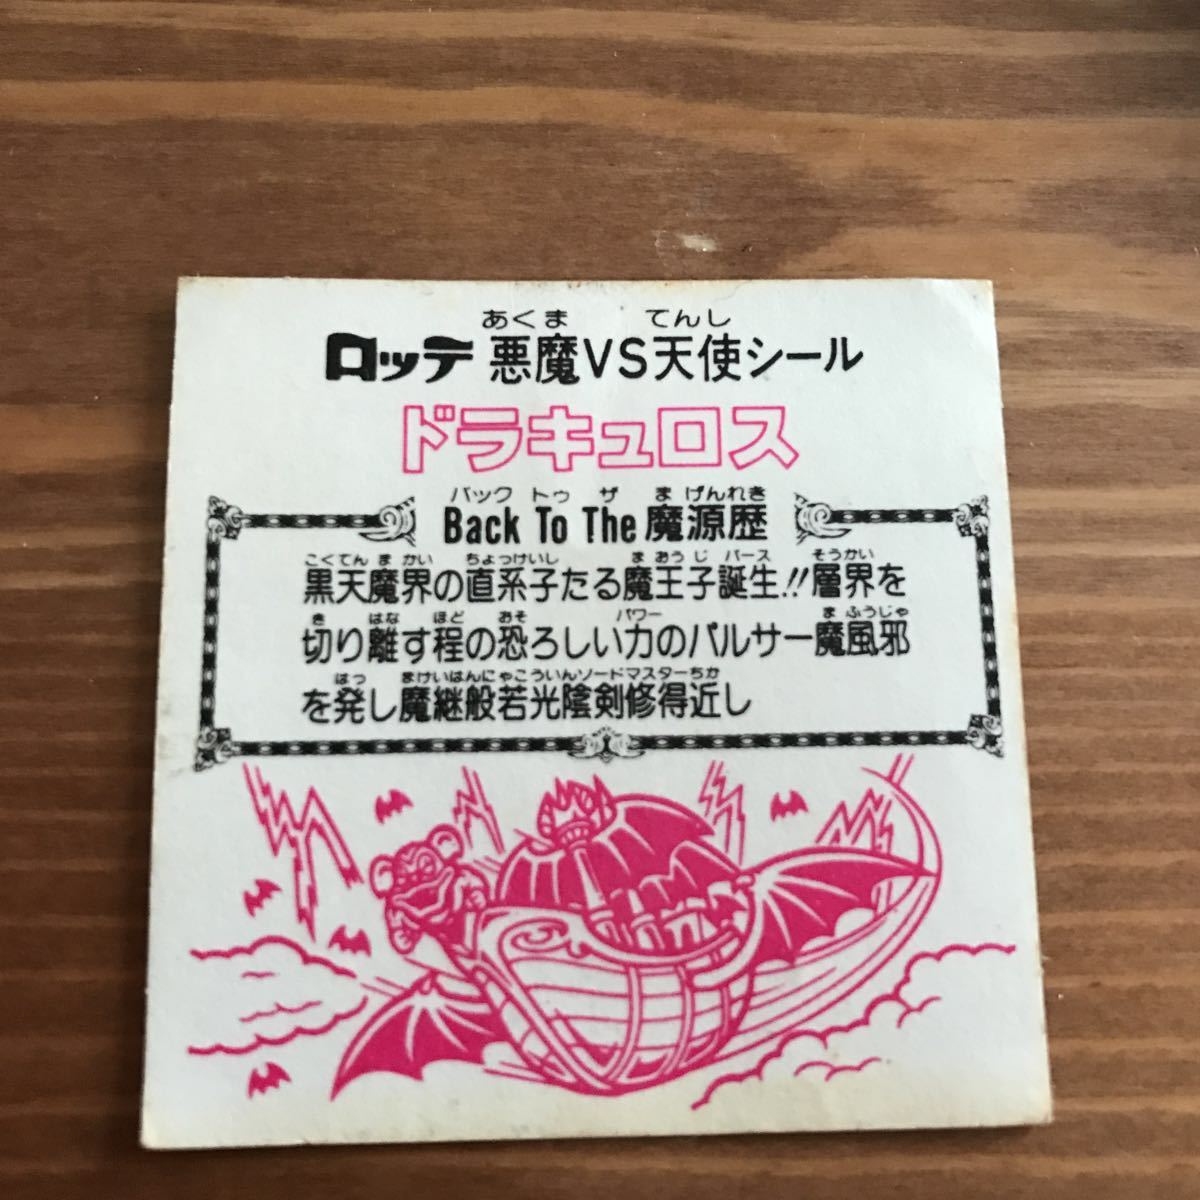 あくま てんし
ロッテ 悪魔VS天使シール
ドラキュロス
バック トゥ ザ ま げんれき
Back To The 魔源歴
こくてん ま かい ちょっけいし ま おう じ バース そうかい
黒天魔界の直系子たる魔王子誕生!!層界を
き はな ほど おそ パワー ま ふうじゃ
切り離す程の恐ろしい力のパルサー魔風邪
はっ まけいはんにゃこういんソードマスターちか
を発し魔継般若光陰剣修得近し